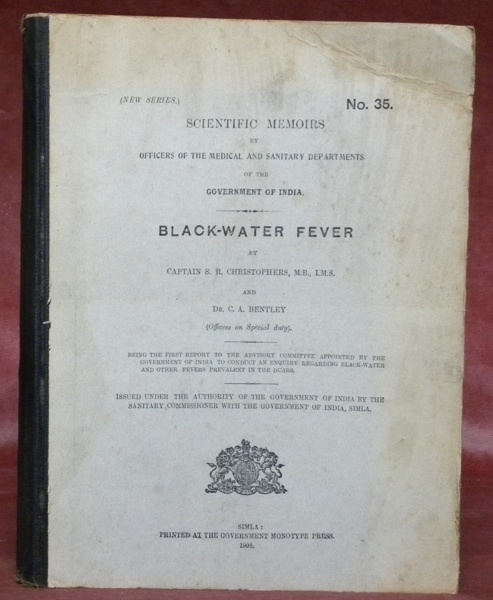 (NEW SERIES.) No. 35.
SCIENTIFIC MEMOIRS
BY
OFFICERS OF THE MEDICAL AND SANITARY DEPARTMENTS
OF THE
GOVERNMENT OF INDIA.
BLACK-WATER FEVER
BY
CAPTAIN S. R. CHRISTOPHERS, M.B., I.M.S.
AND
DR. C. A. BENTLEY
(Officers on Special duty).
BEING THE FIRST REPORT TO THE ADVISORY COMMITTEE APPOINTED BY THE
GOVERNMENT OF INDIA TO CONDUCT AN ENQUIRY REGARDING BLACK-WATER
AND OTHER FEVERS PREVALENT IN THE DUARS.
ISSUED UNDER THE AUTHORITY OF THE GOVERNMENT OF INDIA BY THE
SANITARY COMMISSIONER WITH THE GOVERNMENT OF INDIA, SIMLA.
SIMLA:
PRINTED AT THE GOVERNMENT MONOTYPE PRESS.
1908.